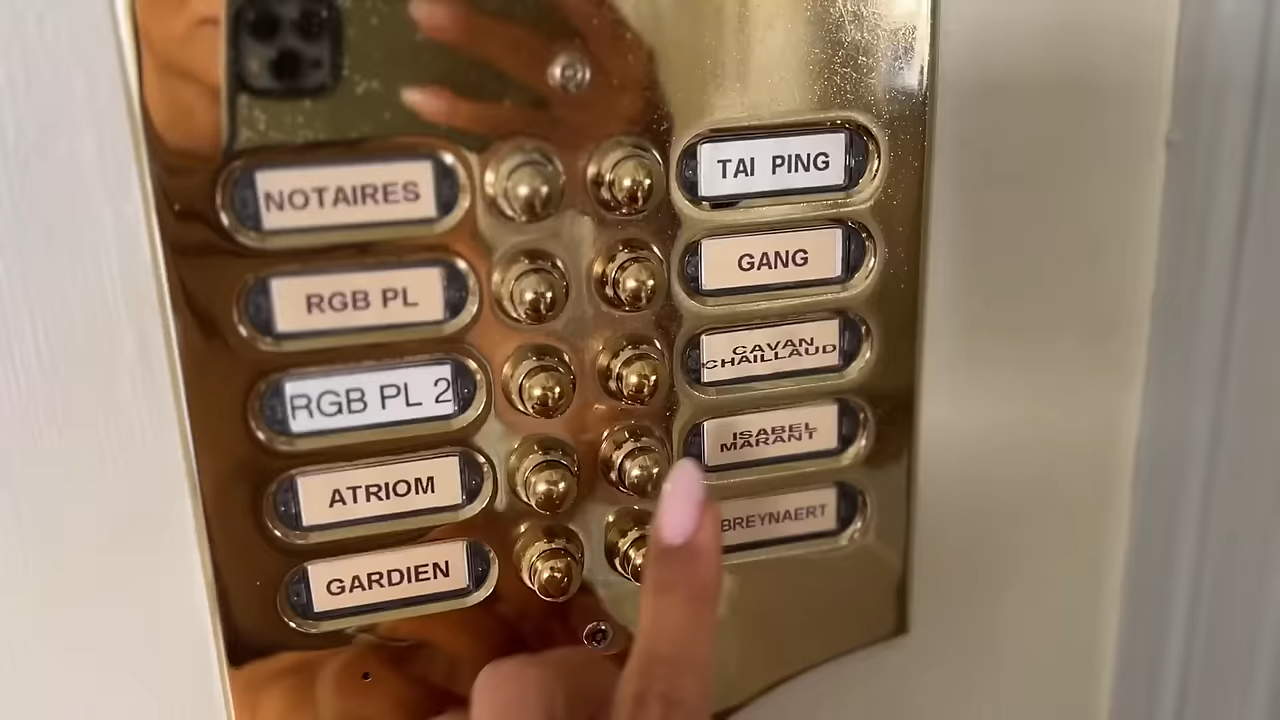 NOTAIRES
RGB PL
RGB PL 2
ATRIOM
GARDIEN
TAI PING
GANG
CAVAN
CHAILLAUD
ISABEL
MARANT
BREYNAERT